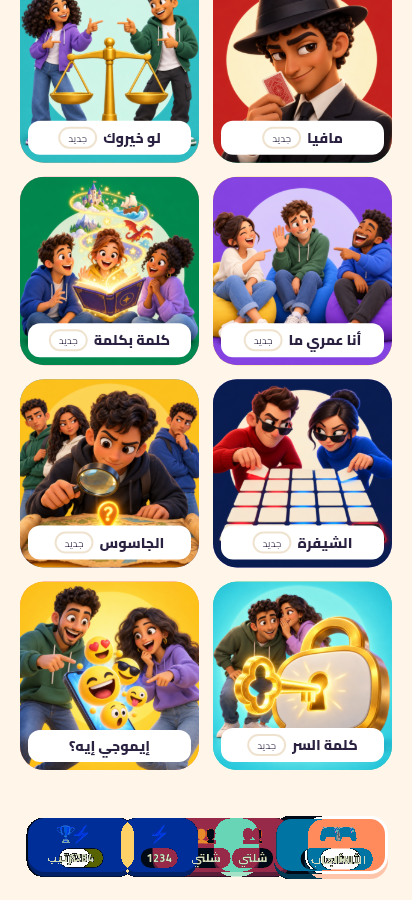 مافيا جديد
لو خيروك جديد
أنا عمري ما جديد
كلمة بكلمة جديد
الشيفرة جديد
الجاسوس جديد
كلمة السر جديد
إيموجي إيه؟
شلتي شلتي 1234